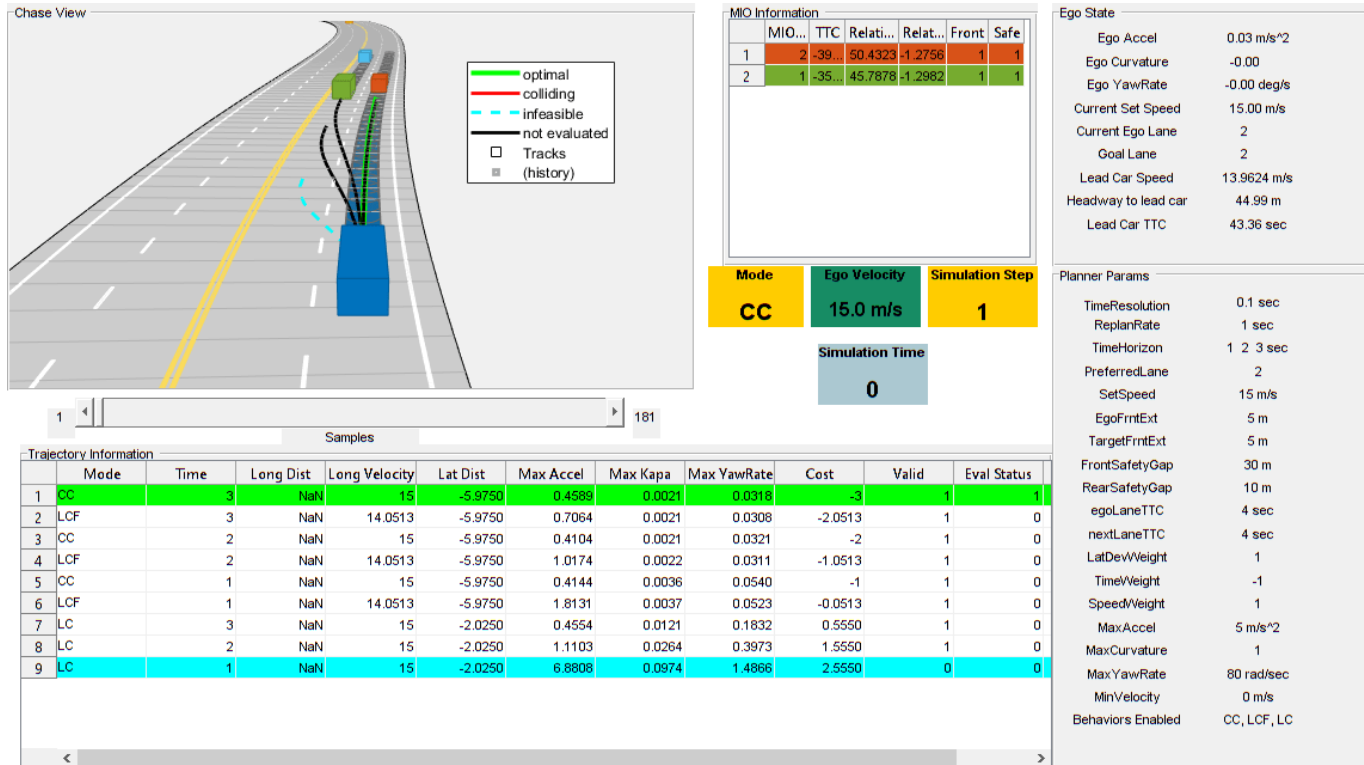 Chase View
optimal
colliding
infeasible
not evaluated
Tracks
(history)
1 181
Samples
MIO Information
MIO... TTC Relati... Relat... Front Safe
1 2 -39... 50.4323 -1.2756 1 1
2 1 -35... 45.7878 -1.2982 1 1
Mode
CC
Ego Velocity
15.0 m/s
Simulation Step
1
Simulation Time
0
Ego State
Ego Accel 0.03 m/s^2
Ego Curvature -0.00
Ego YawRate -0.00 deg/s
Current Set Speed 15.00 m/s
Current Ego Lane 2
Goal Lane 2
Lead Car Speed 13.9624 m/s
Headway to lead car 44.99 m
Lead Car TTC 43.36 sec
Planner Params
TimeResolution 0.1 sec
ReplanRate 1 sec
TimeHorizon 1 2 3 sec
PreferredLane 2
SetSpeed 15 m/s
EgoFrntExt 5 m
TargetFrntExt 5 m
FrontSafetyGap 30 m
RearSafetyGap 10 m
egoLaneTTC 4 sec
nextLaneTTC 4 sec
LatDevWeight 1
TimeWeight -1
SpeedWeight 1
MaxAccel 5 m/s^2
MaxCurvature 1
MaxYawRate 80 rad/sec
MinVelocity 0 m/s
Behaviors Enabled CC, LCF, LC
Trajectory Information
Mode Time Long Dist Long Velocity Lat Dist Max Accel Max Kapa Max YawRate Cost Valid Eval Status
1 CC 3 NaN 15 -5.9750 0.4589 0.0021 0.0318 -3 1 1
2 LCF 3 NaN 14.0513 -5.9750 0.7064 0.0021 0.0308 -2.0513 1 0
3 CC 2 NaN 15 -5.9750 0.4104 0.0021 0.0321 -2 1 0
4 LCF 2 NaN 14.0513 -5.9750 1.0174 0.0022 0.0311 -1.0513 1 0
5 CC 1 NaN 15 -5.9750 0.4144 0.0036 0.0540 -1 1 0
6 LCF 1 NaN 14.0513 -5.9750 1.8131 0.0037 0.0523 -0.0513 1 0
7 LC 3 NaN 15 -2.0250 0.4554 0.0121 0.1832 0.5550 1 0
8 LC 2 NaN 15 -2.0250 1.1103 0.0264 0.3973 1.5550 1 0
9 LC 1 NaN 15 -2.0250 6.8808 0.0974 1.4866 2.5550 0 0